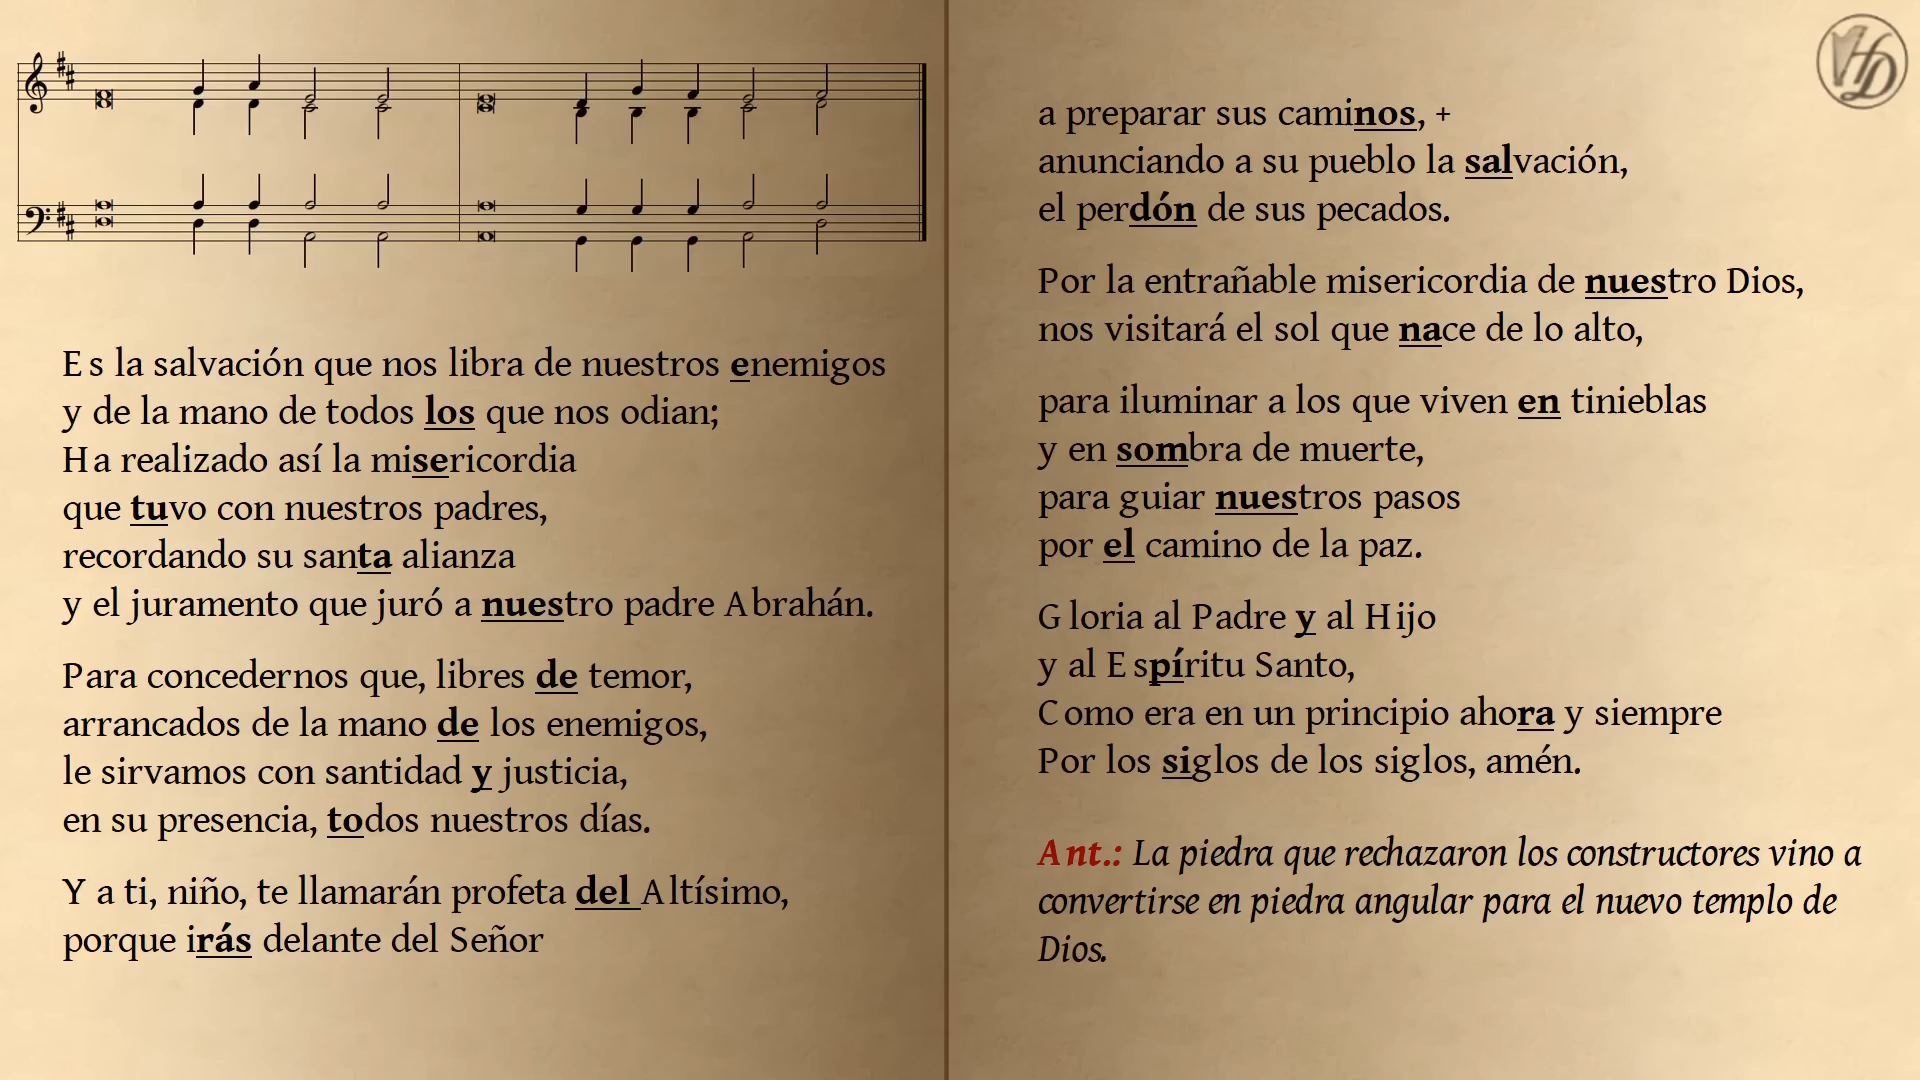 Es la salvación que nos libra de nuestros enemigos
y de la mano de todos los que nos odian;
Ha realizado así la misericordia
que tuvo con nuestros padres,
recordando su santa alianza
y el juramento que juró a nuestro padre Abrahán.
Para concedernos que, libres de temor,
arrancados de la mano de los enemigos,
le sirvamos con santidad y justicia,
en su presencia, todos nuestros días.
Y a ti, niño, te llamarán profeta del Altísimo,
porque irás delante del Señor
a preparar sus caminos, +
anunciando a su pueblo la salvación,
el perdón de sus pecados.
Por la entrañable misericordia de nuestro Dios,
nos visitará el sol que nace de lo alto,
para iluminar a los que viven en tinieblas
y en sombra de muerte,
para guiar nuestros pasos
por el camino de la paz.
Gloria al Padre y al Hijo
y al Espíritu Santo,
Como era en un principio ahora y siempre
Por los siglos de los siglos, amén.
Ant.: La piedra que rechazaron los constructores vino a
convertirse en piedra angular para el nuevo templo de
Dios.
HD